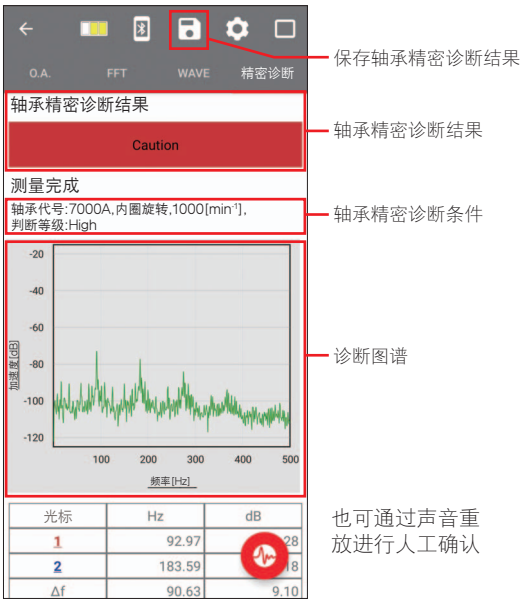 保存轴承精密诊断结果
O.A. FFT WAVE 精密诊断
轴承精密诊断结果
Caution
轴承精密诊断结果
测量完成
轴承代号:7000A,内圈旋转,1000[min⁻¹],
判断等级:High
轴承精密诊断条件
-20
-40
-60
-80
-100
-120
加速度[dB]
100 200 300 400 500
频率[Hz]
诊断图谱
光标 Hz dB
1 92.97 28
2 183.59 18
Δf 90.63 9.10
也可通过声音重
放进行人工确认